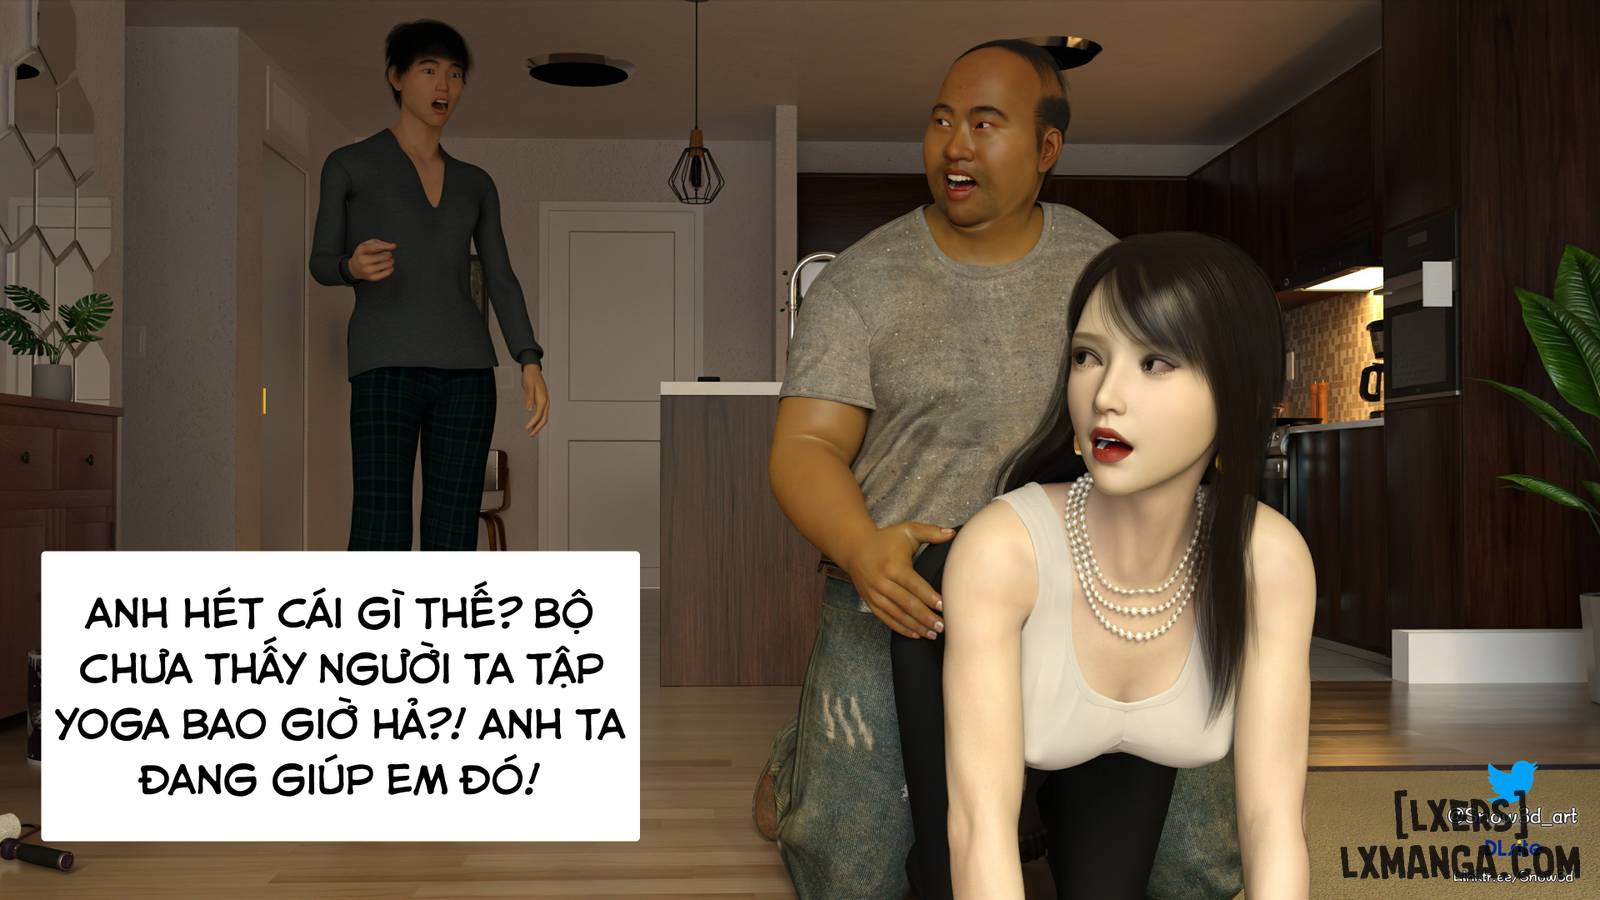 ANH HÉT CÁI GÌ THẾ? BỘ
CHƯA THẤY NGƯỜI TA TẬP
YOGA BAO GIỜ HẢ?! ANH TA
ĐANG GIÚP EM ĐÓ!
[LXERS]
@Snow3d_art
LXMANGA.COM